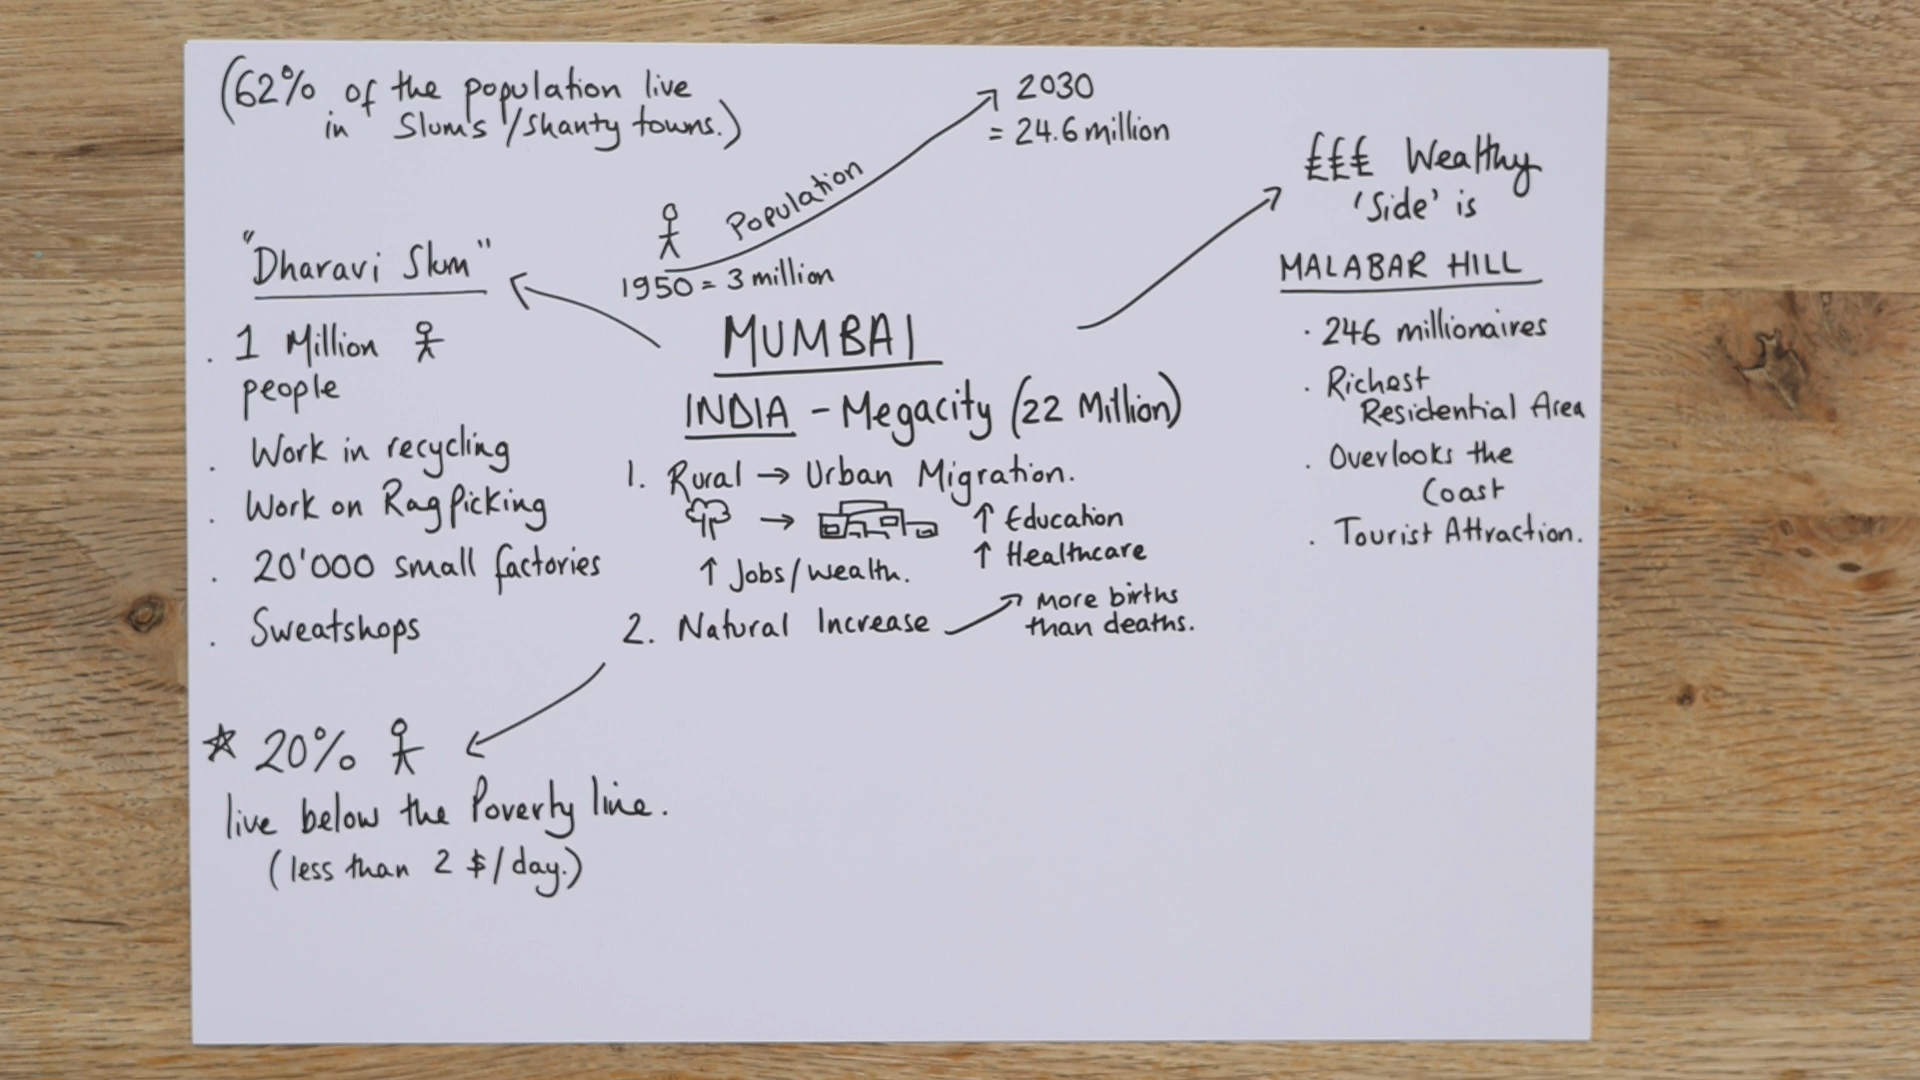 (62% of the population live
in Slums /shanty towns.)
2030
= 24.6 million
Population
1950 = 3 million
£££ Wealthy
'Side' is
MALABAR HILL
· 246 millionaires
· Richest
Residential Area
· Overlooks the
Coast
· Tourist Attraction.
"Dharavi Slum"
· 1 Million
people
· Work in recycling
· Work on Ragpicking
· 20'000 small factories
· Sweatshops
MUMBAI
INDIA - Megacity (22 Million)
1. Rural → Urban Migration.
→
↑ Education
↑ Healthcare
↑ Jobs/wealth.
2. Natural Increase
More births
than deaths.
☆ 20%
live below the Poverty line.
(less than 2 $/day.)